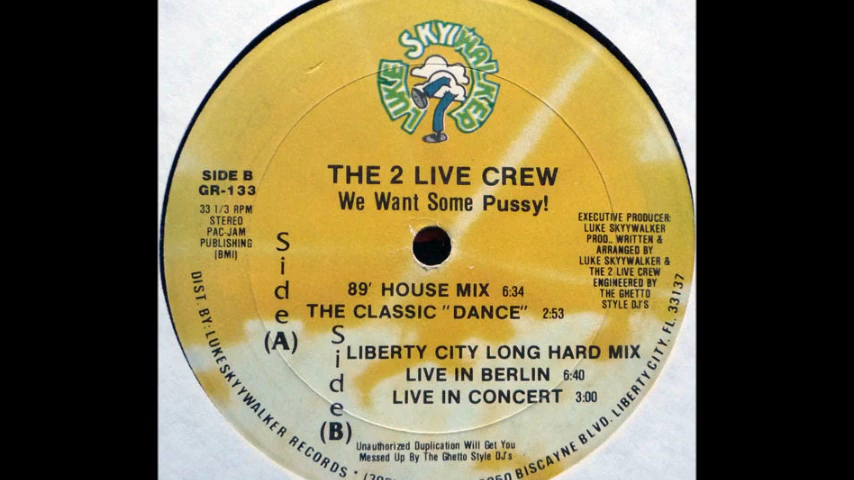 LUKE SKYYWALKER
SIDE B
GR-133
33 1/3 RPM
STEREO
PAC-JAM
PUBLISHING
(BMI)
THE 2 LIVE CREW
We Want Some Pussy!
EXECUTIVE PRODUCER:
LUKE SKYYWALKER
PROD., WRITTEN &
ARRANGED BY
LUKE SKYYWALKER &
THE 2 LIVE CREW
ENGINEERED BY
THE GHETTO
STYLE DJ'S
Side
(A)
89' HOUSE MIX 6:34
THE CLASSIC "DANCE" 2:53
Side
(B)
LIBERTY CITY LONG HARD MIX
LIVE IN BERLIN 6:40
LIVE IN CONCERT 3:00
Unauthorized Duplication Will Get You
Messed Up By The Ghetto Style DJ's
DIST. BY: LUKESKYYWALKER RECORDS • BISCAYNE BLVD. LIBERTY CITY, FL. 33137